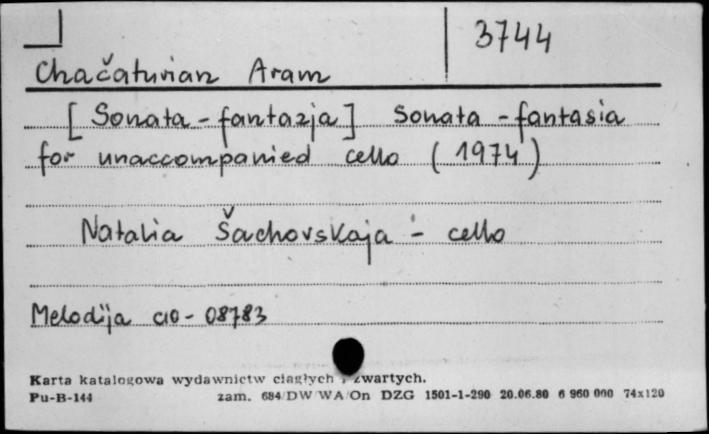 3744
Chačaturian Aram
[Sonata-fantazja] Sonata-fantasia
for unaccompanied cello (1974)
Natalia Šachovskaja - cello
Melodija c10-08783
Karta katalogowa wydawnictw ciągłych i zwartych.
Pu-B-144 zam. 684/DW/WA/On DZG 1501-1-290 20.06.80 6 960 000 74x120